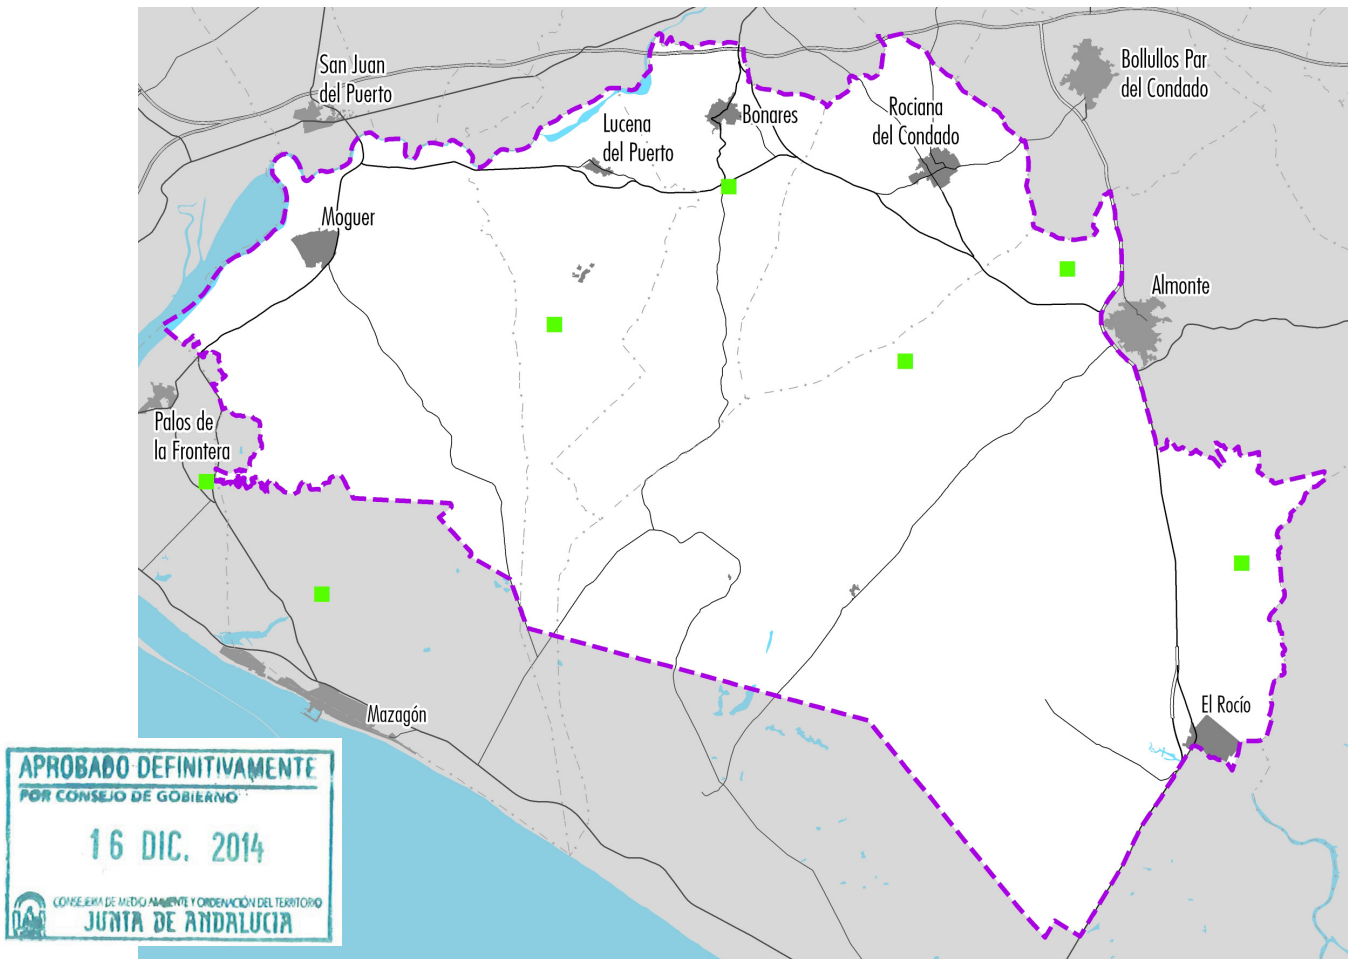 San Juan
del Puerto
Bollullos Par
del Condado
Lucena
del Puerto
Bonares
Rociana
del Condado
Moguer
Almonte
Palos de
la Frontera
El Rocío
Mazagón
APROBADO DEFINITIVAMENTE
POR CONSEJO DE GOBIERNO
16 DIC. 2014
CONSEJERIA DE MEDIO AMBIENTE Y ORDENACIÓN DEL TERRITORIO
JUNTA DE ANDALUCIA